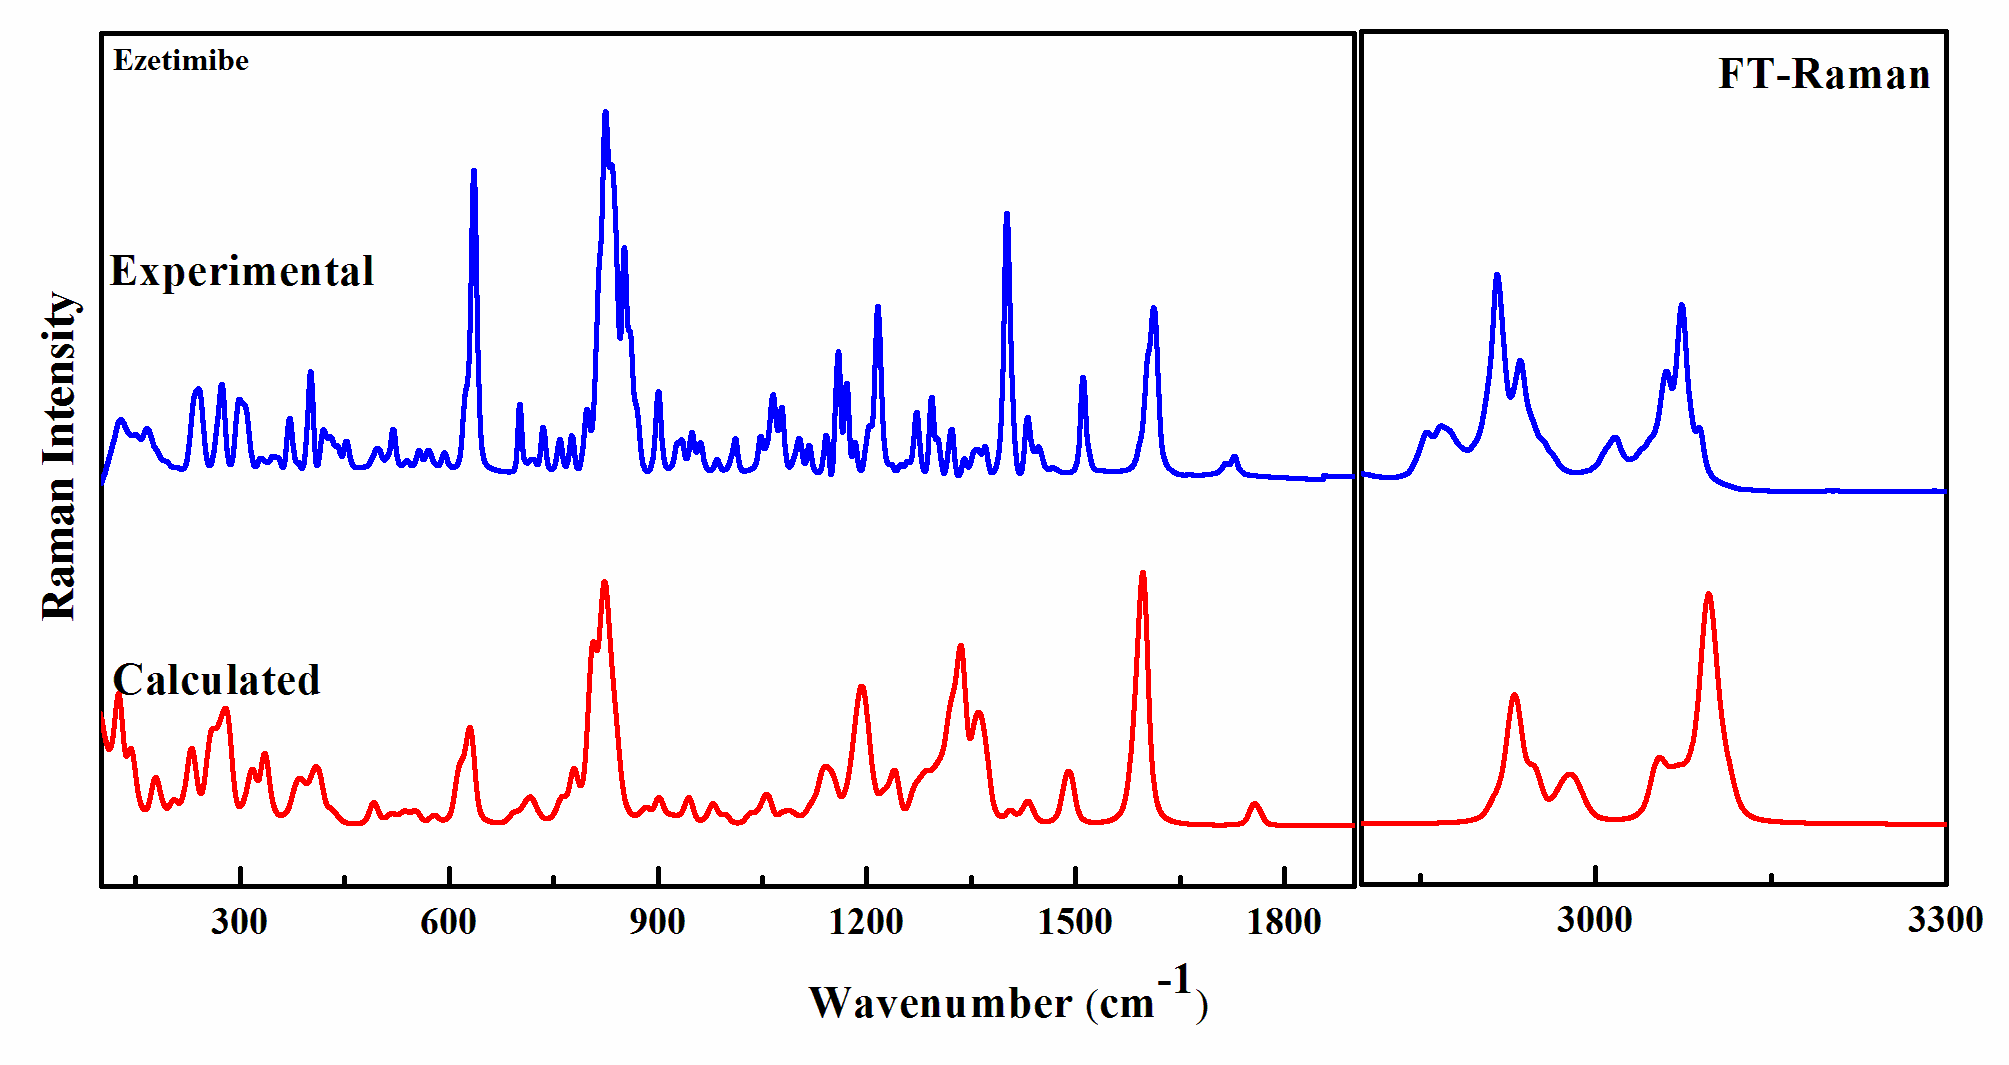 Ezetimibe
FT-Raman
Experimental
Raman Intensity
Calculated
300 600 900 1200 1500 1800 3000 3300
Wavenumber (cm-1)